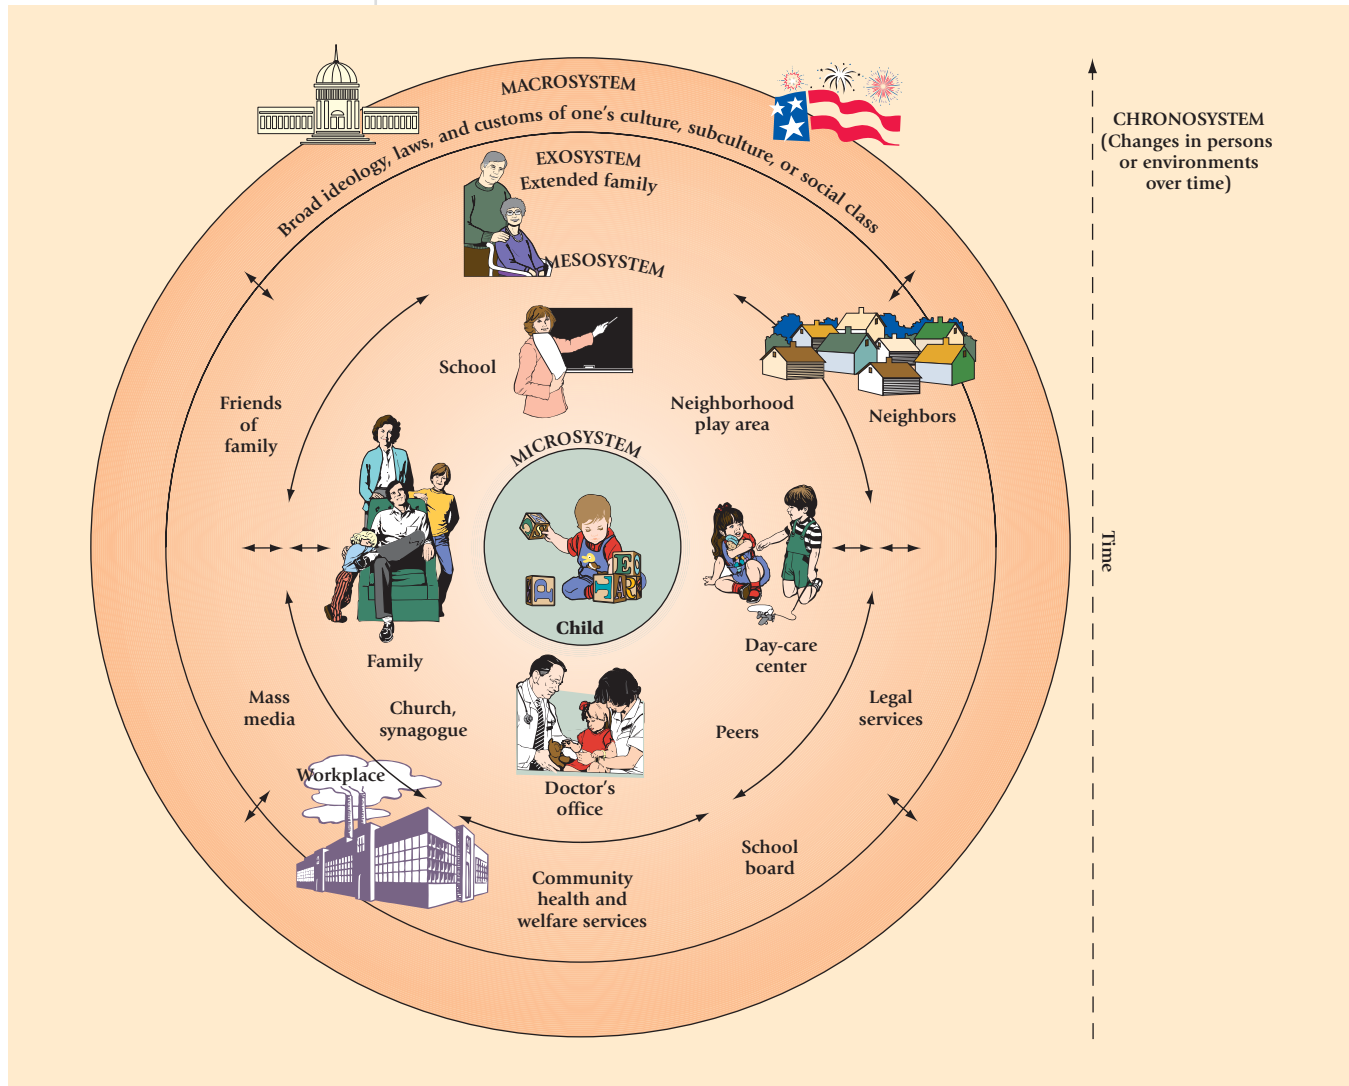 MACROSYSTEM
Broad ideology, laws, and customs of one's culture, subculture, or social class
EXOSYSTEM
Extended family
MESOSYSTEM
CHRONOSYSTEM
(Changes in persons
or environments
over time)
School
Friends
of
family
Neighborhood
play area
Neighbors
MICROSYSTEM
Child
Time
Family
Day-care
center
Mass
media
Church,
synagogue
Peers
Legal
services
Workplace
Doctor's
office
School
board
Community
health and
welfare services